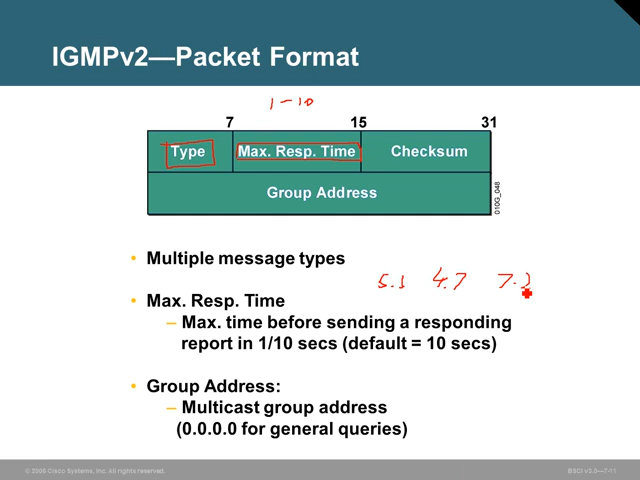 IGMPv2—Packet Format
1-10
7 15 31
Type Max. Resp. Time Checksum
Group Address
010G_048
• Multiple message types
5.1 4.7 7.2
• Max. Resp. Time
– Max. time before sending a responding
report in 1/10 secs (default = 10 secs)
• Group Address:
– Multicast group address
(0.0.0.0 for general queries)
© 2006 Cisco Systems, Inc. All rights reserved. BSCI v3.0—7-11